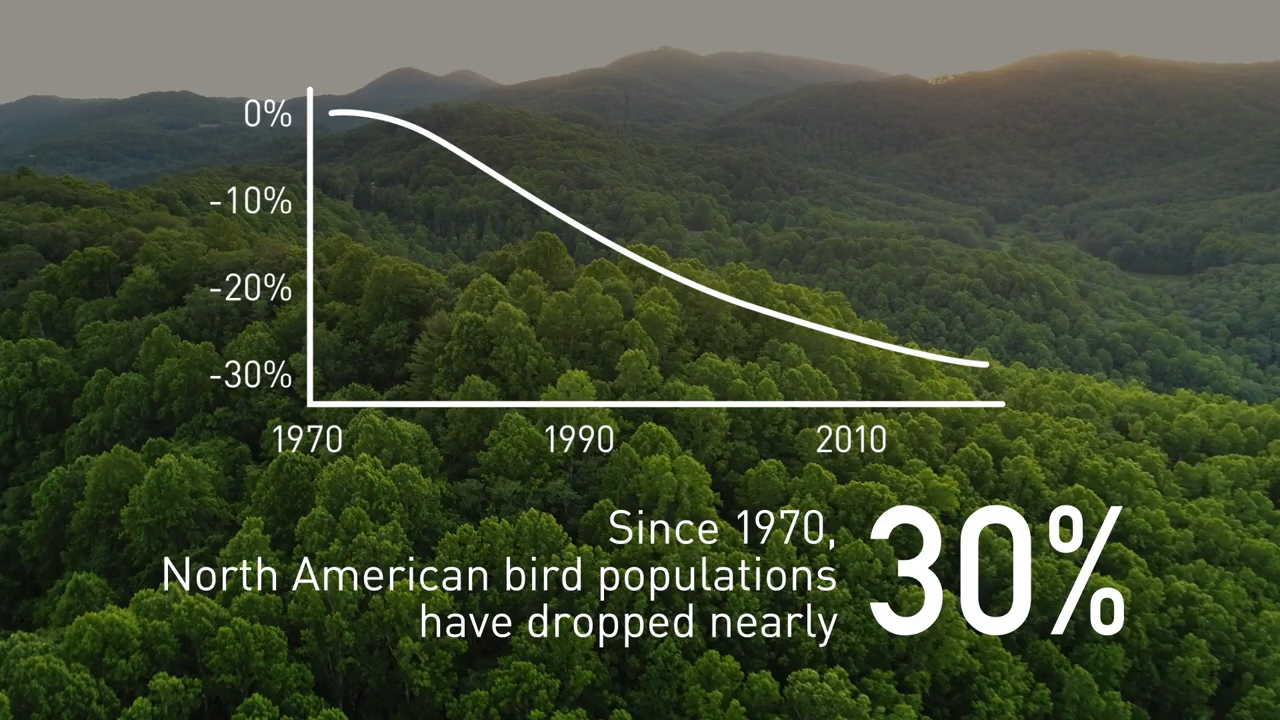 0%
-10%
-20%
-30%
1970 1990 2010
Since 1970,
North American bird populations
have dropped nearly
30%